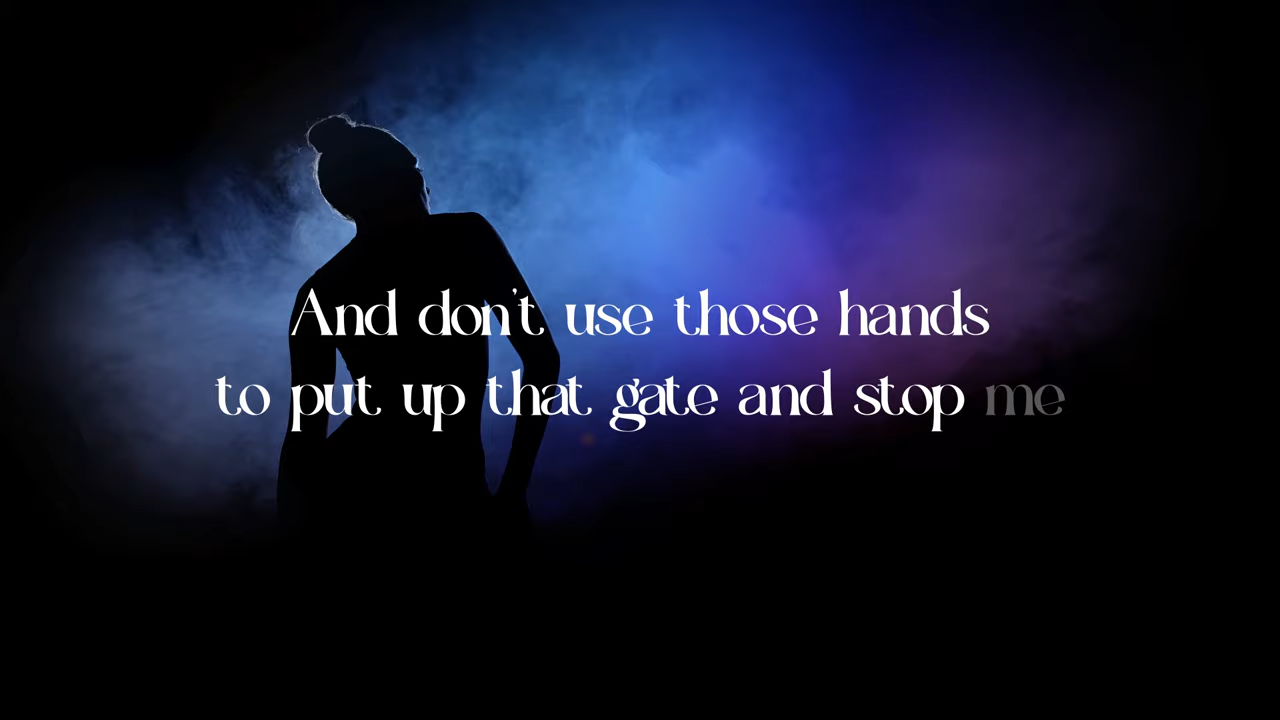 And don't use those hands
to put up that gate and stop me